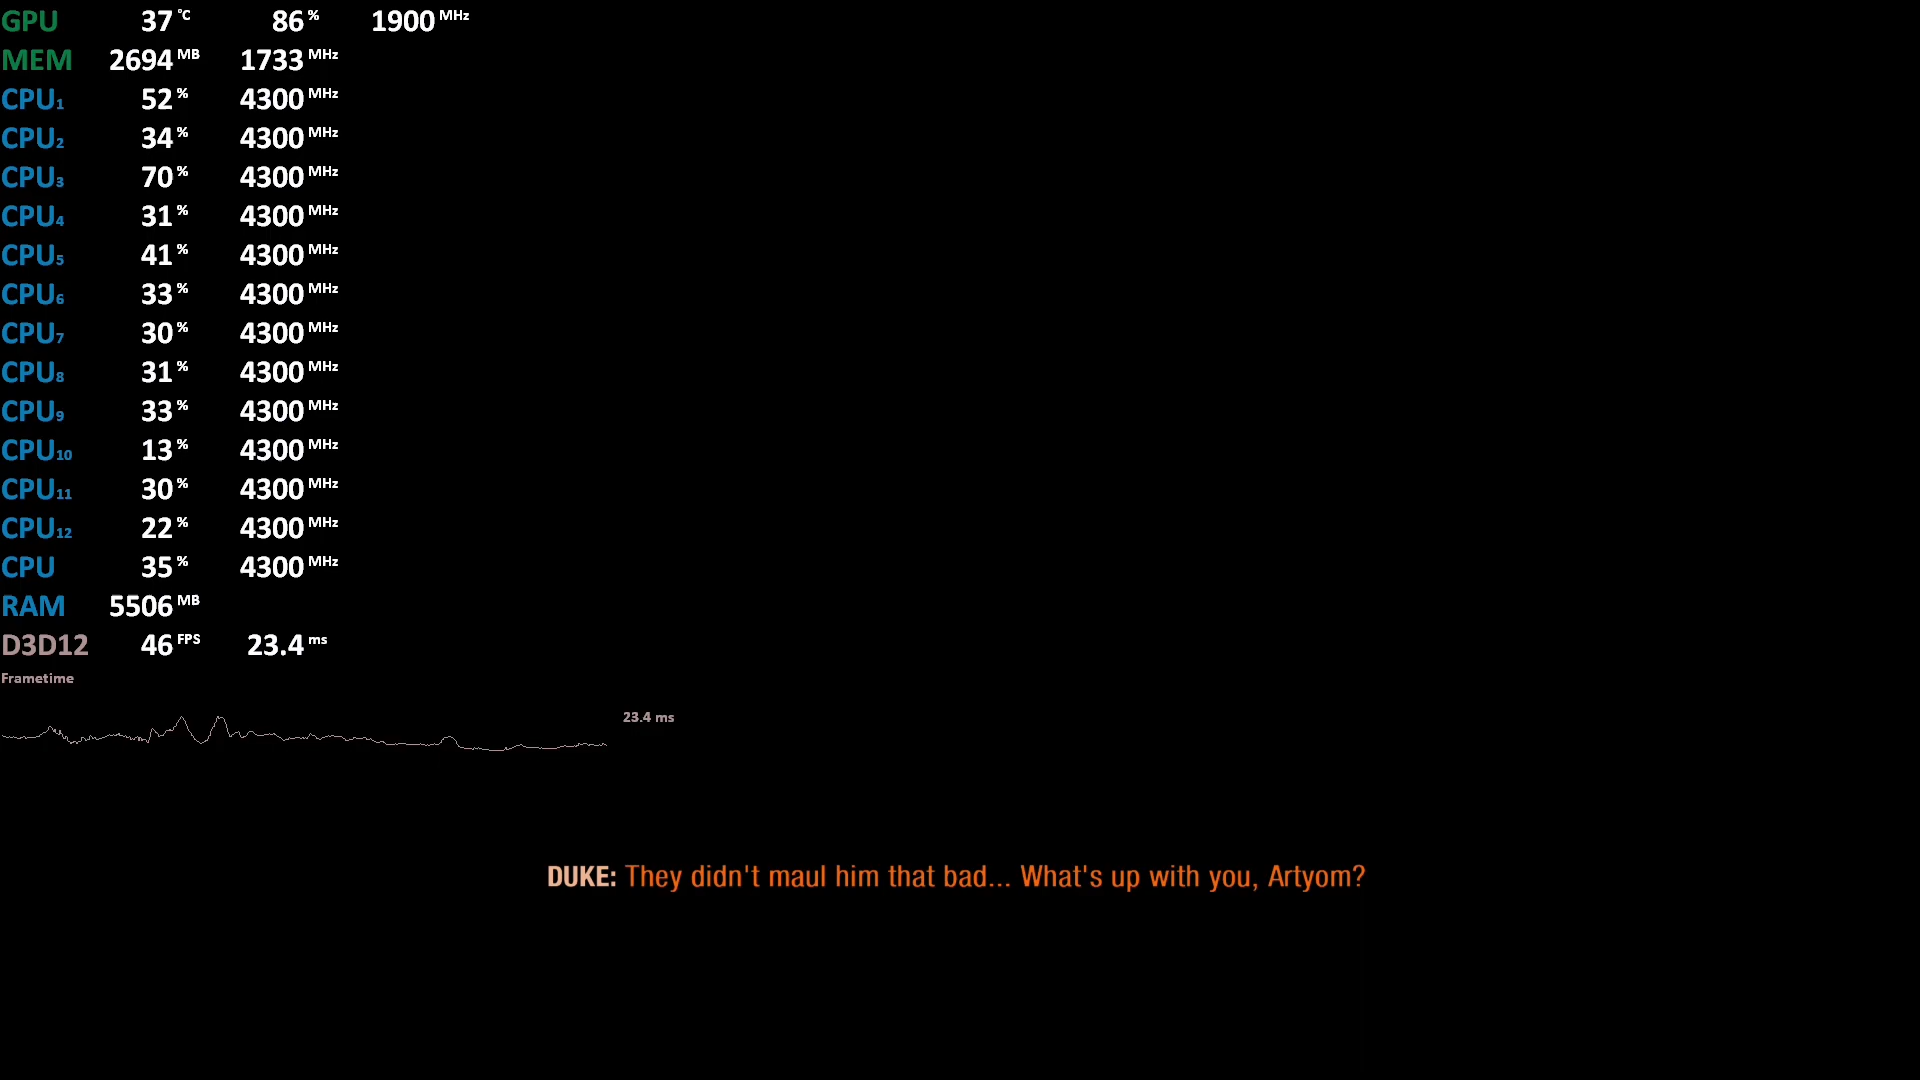 GPU 37 °C 86 % 1900 MHz
MEM 2694 MB 1733 MHz
CPU1 52 % 4300 MHz
CPU2 34 % 4300 MHz
CPU3 70 % 4300 MHz
CPU4 31 % 4300 MHz
CPU5 41 % 4300 MHz
CPU6 33 % 4300 MHz
CPU7 30 % 4300 MHz
CPU8 31 % 4300 MHz
CPU9 33 % 4300 MHz
CPU10 13 % 4300 MHz
CPU11 30 % 4300 MHz
CPU12 22 % 4300 MHz
CPU 35 % 4300 MHz
RAM 5506 MB
D3D12 46 FPS 23.4 ms
Frametime
23.4 ms
DUKE: They didn't maul him that bad... What's up with you, Artyom?